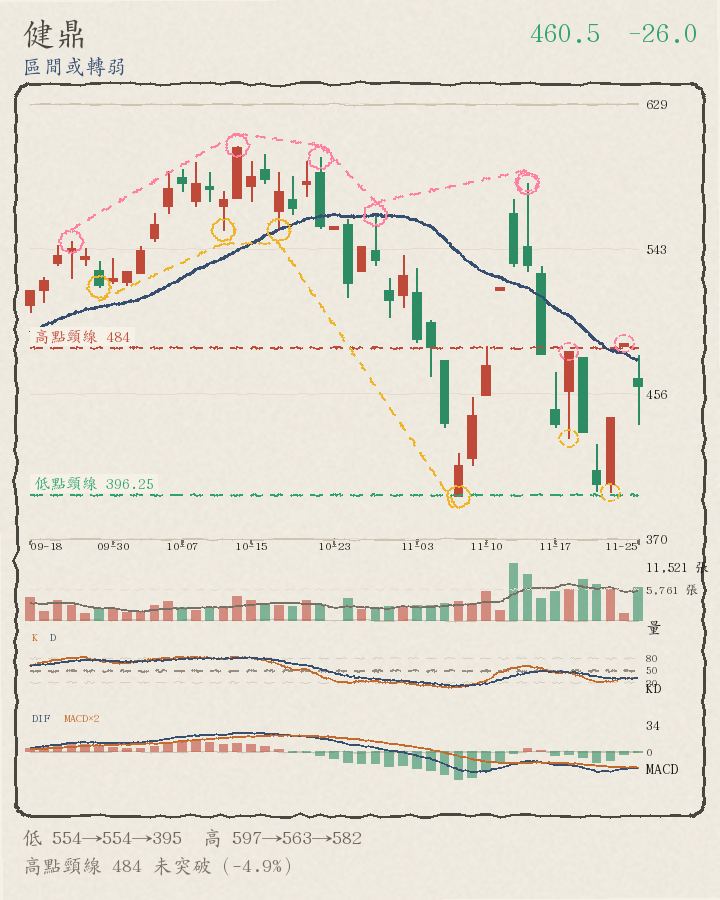 健鼎
460.5 -26.0
區間或轉弱
629
543
高點頸線 484
456
低點頸線 396.25
370
09-18 09-30 10-07 10-15 10-23 11-03 11-10 11-17 11-25
11,521 張
5,761 張
量
K D
80
50
20
KD
DIF MACD×2
34
0
MACD
低 554→554→395 高 597→563→582
高點頸線 484 未突破 (-4.9%)